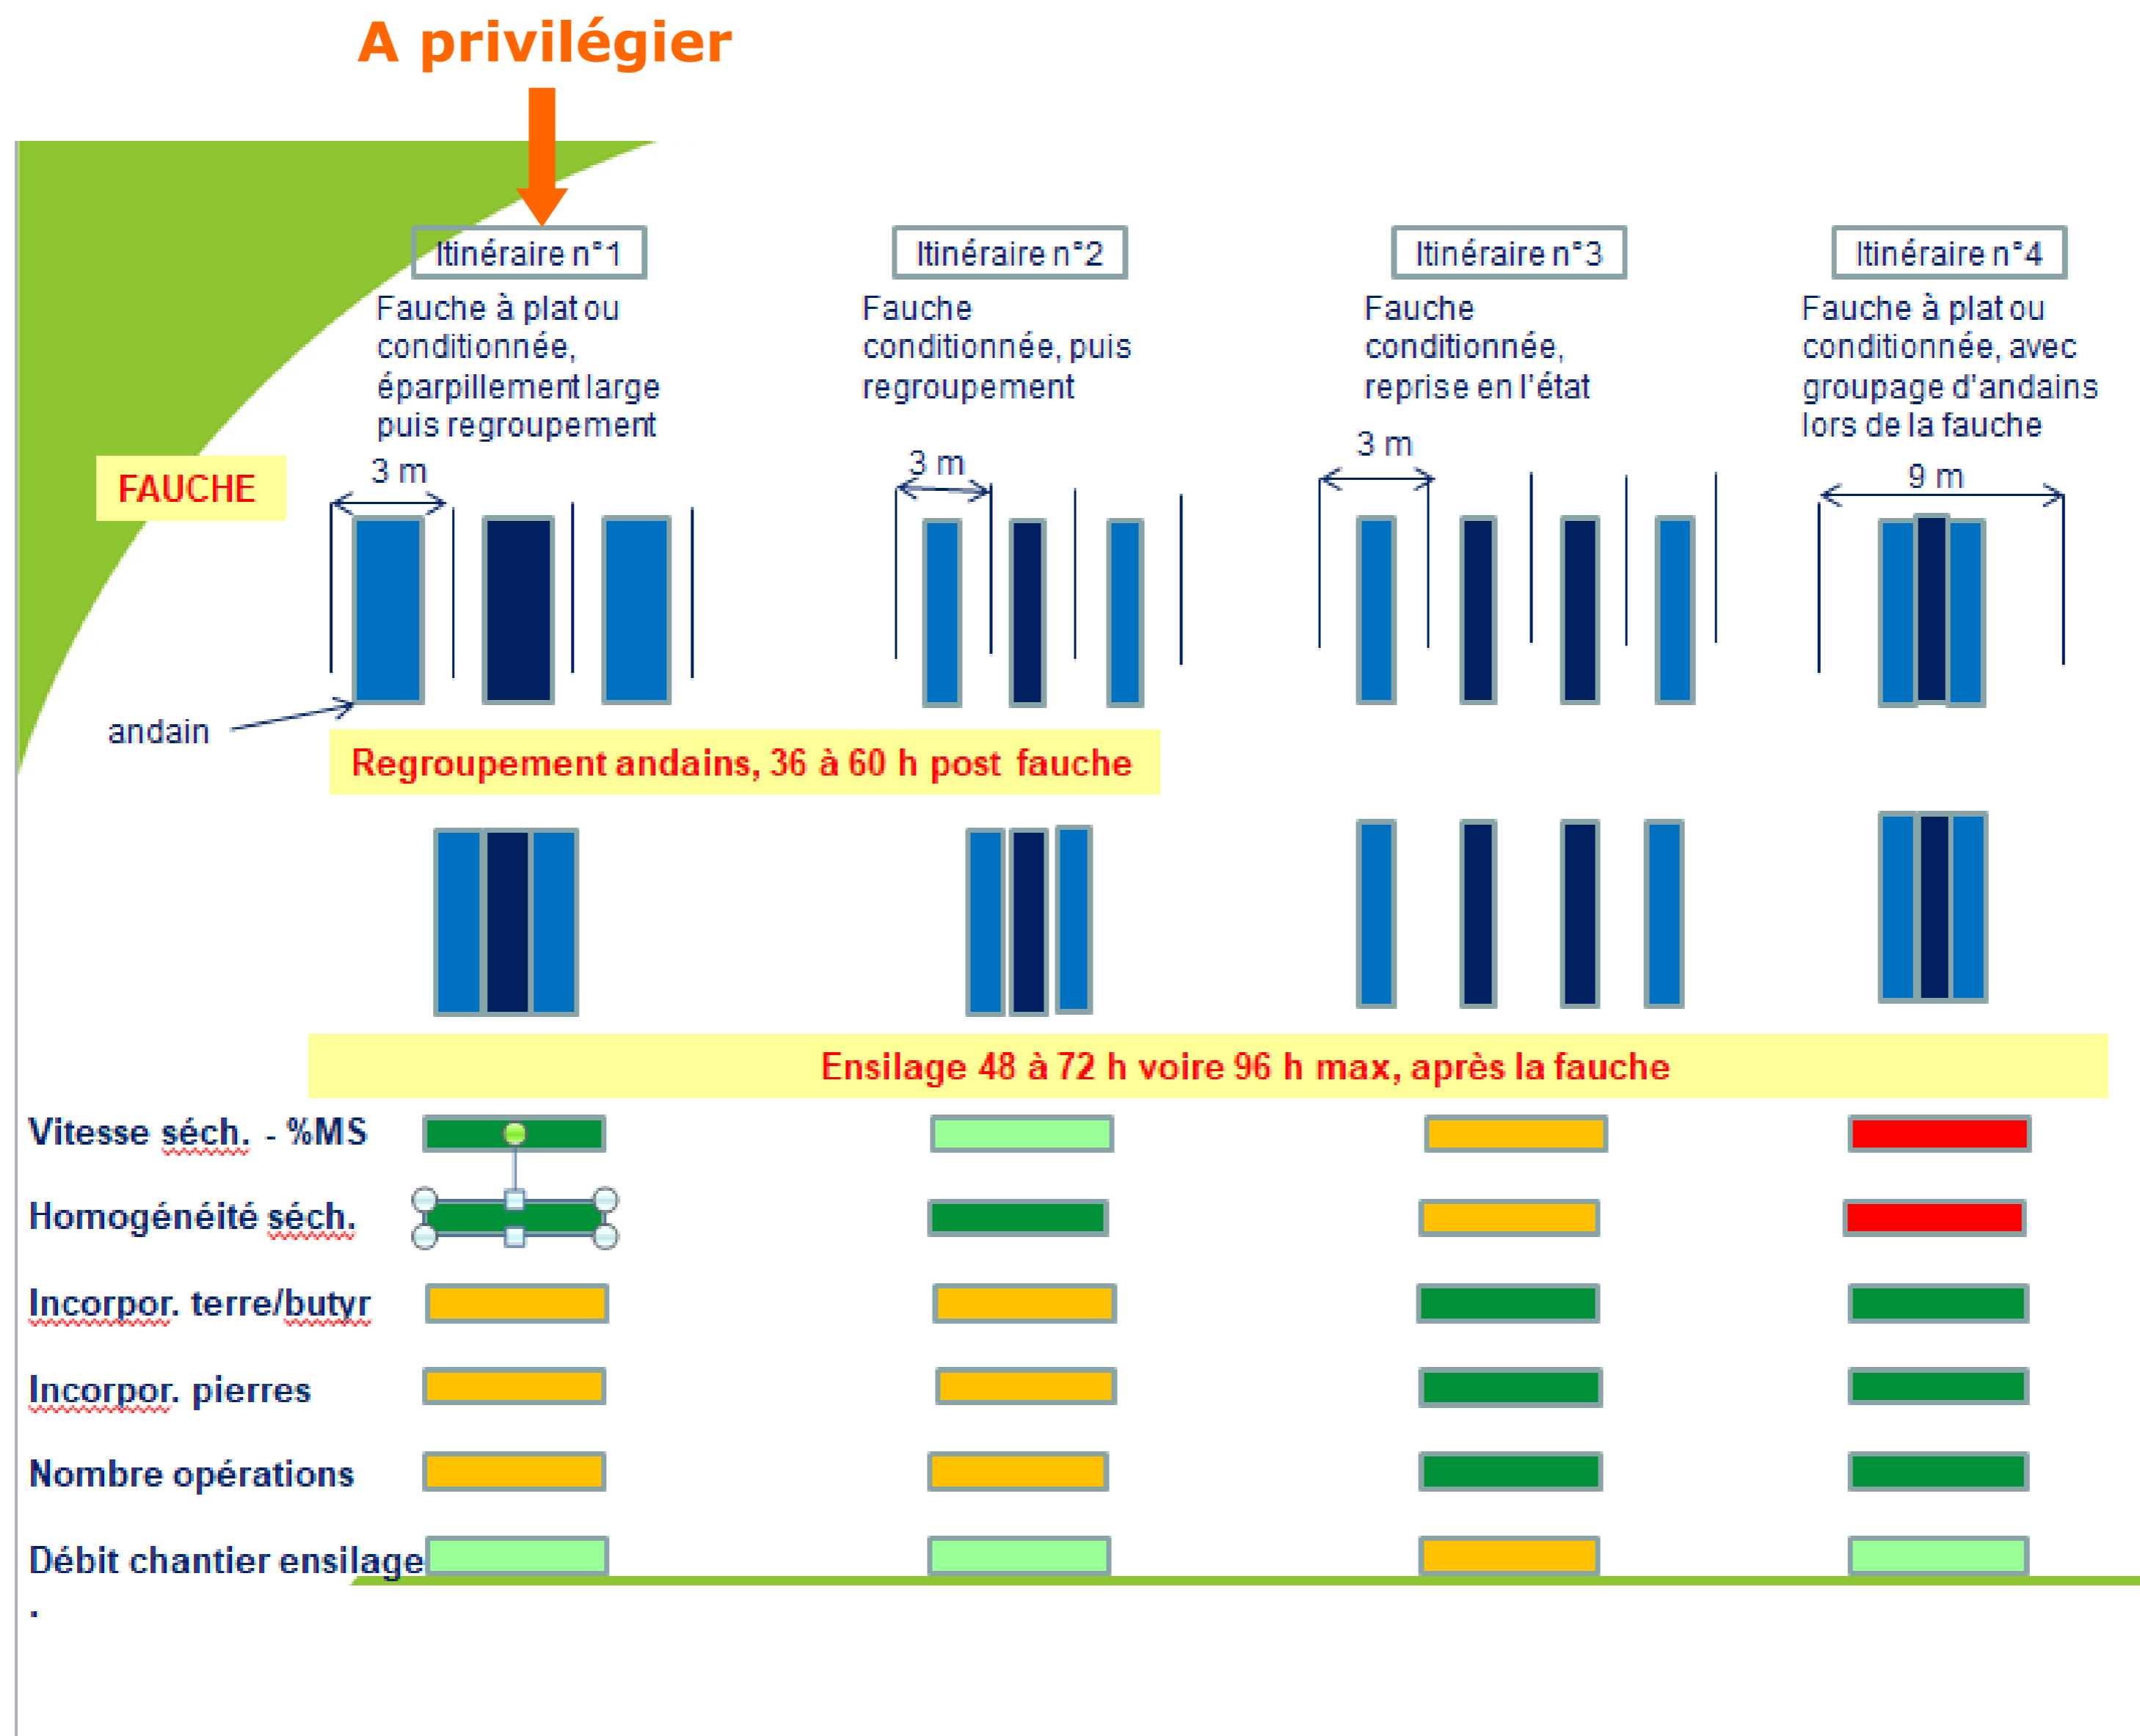 A privilégier
Itinéraire n°1
Itinéraire n°2
Itinéraire n°3
Itinéraire n°4
Fauche à plat ou
conditionnée,
éparpillement large
puis regroupement
Fauche
conditionnée, puis
regroupement
Fauche
conditionnée,
reprise en l'état
Fauche à plat ou
conditionnée, avec
groupage d'andains
lors de la fauche
FAUCHE
3 m
3 m
3 m
9 m
andain
Regroupement andains, 36 à 60 h post fauche
Ensilage 48 à 72 h voire 96 h max, après la fauche
Vitesse séch. - %MS
Homogénéité séch.
Incorpor. terre/butyr
Incorpor. pierres
Nombre opérations
Débit chantier ensilage
.